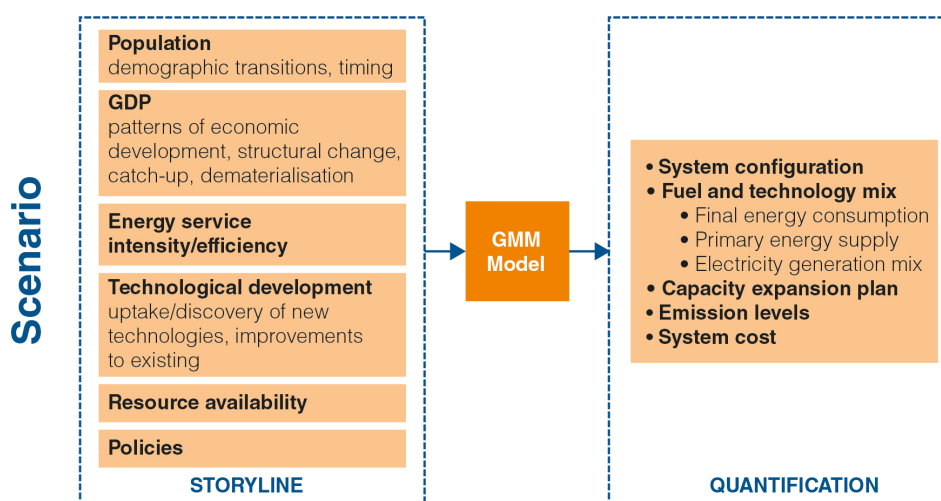 Scenario
Population
demographic transitions, timing
GDP
patterns of economic
development, structural change,
catch-up, dematerialisation
Energy service
intensity/efficiency
Technological development
uptake/discovery of new
technologies, improvements
to existing
Resource availability
Policies
STORYLINE
GMM
Model
• System configuration
• Fuel and technology mix
• Final energy consumption
• Primary energy supply
• Electricity generation mix
• Capacity expansion plan
• Emission levels
• System cost
QUANTIFICATION